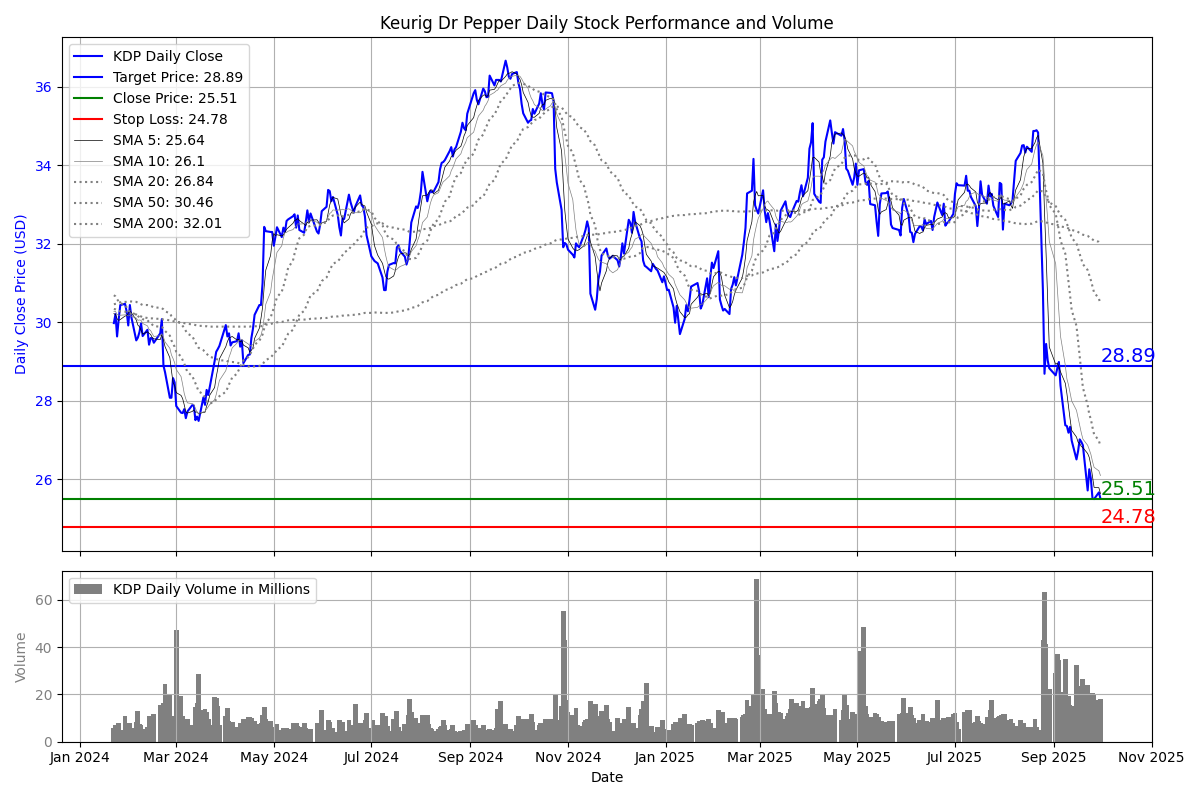 Keurig Dr Pepper Daily Stock Performance and Volume
KDP Daily Close
Target Price: 28.89
Close Price: 25.51
Stop Loss: 24.78
SMA 5: 25.64
SMA 10: 26.1
SMA 20: 26.84
SMA 50: 30.46
SMA 200: 32.01
Daily Close Price (USD)
36
34
32
30
28
26
28.89
25.51
24.78
KDP Daily Volume in Millions
Volume
60
40
20
0
Jan 2024 Mar 2024 May 2024 Jul 2024 Sep 2024 Nov 2024 Jan 2025 Mar 2025 May 2025 Jul 2025 Sep 2025 Nov 2025
Date